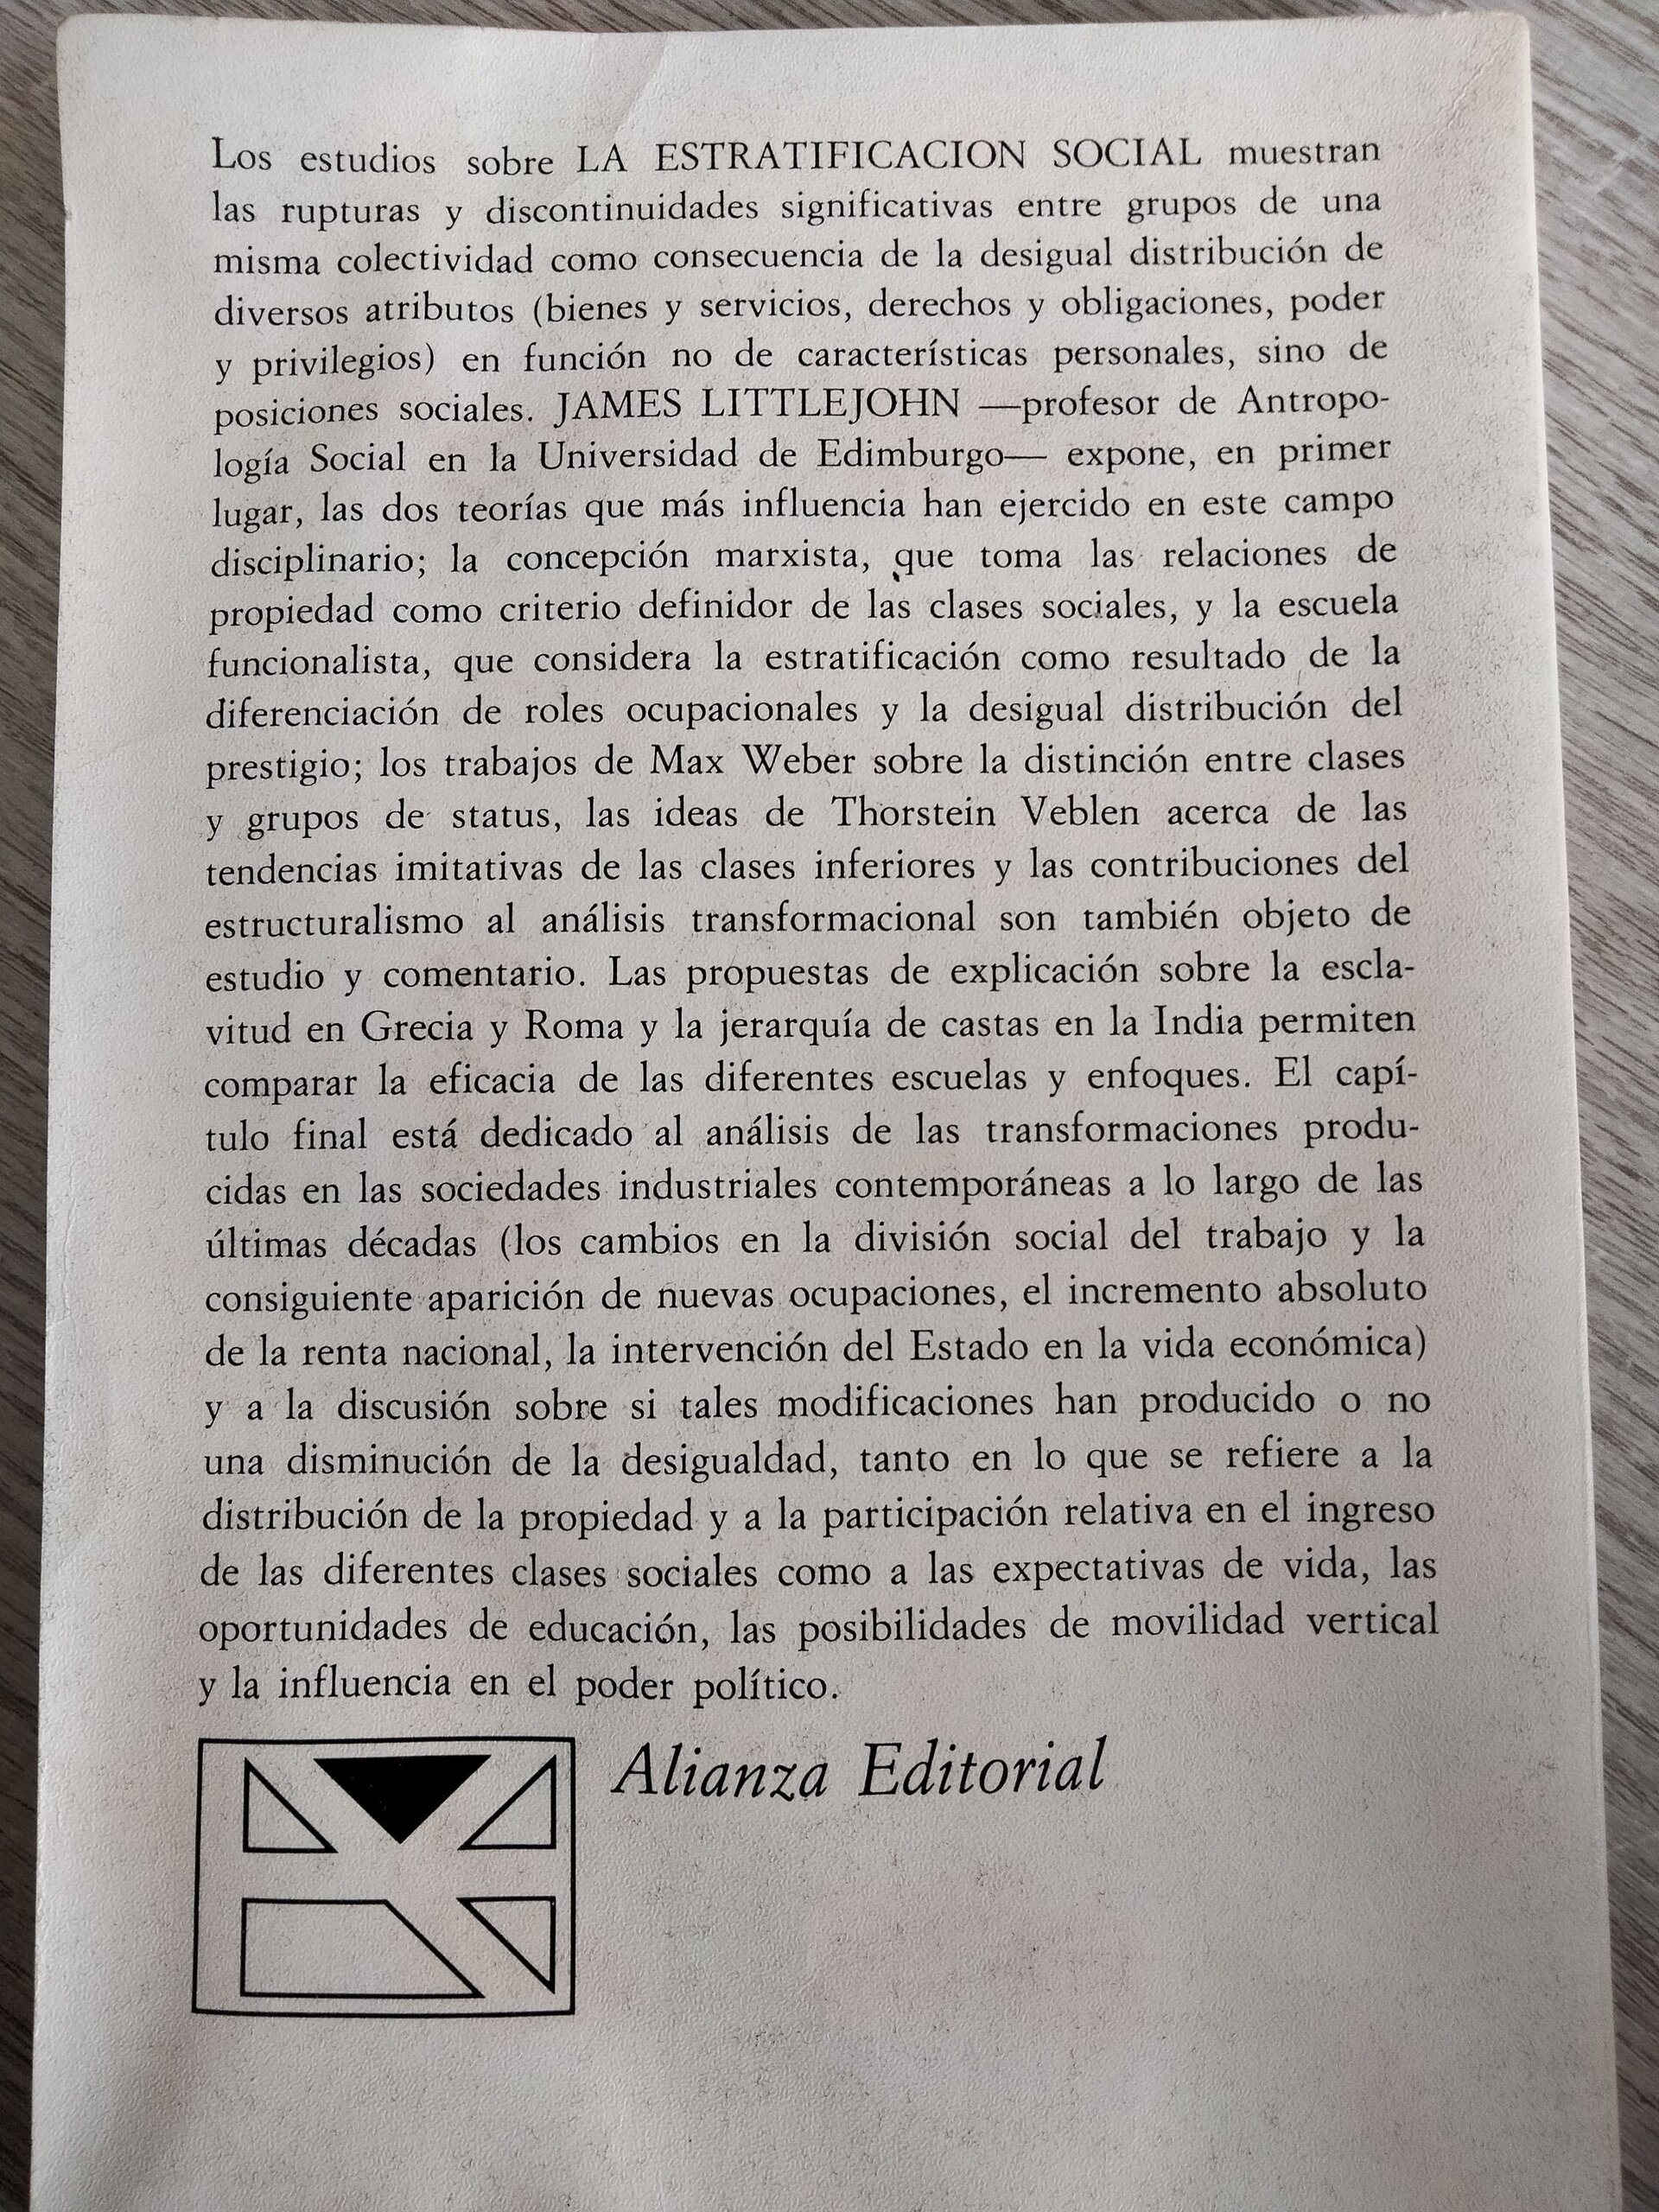 Los estudios sobre LA ESTRATIFICACION SOCIAL muestran
las rupturas y discontinuidades significativas entre grupos de una
misma colectividad como consecuencia de la desigual distribución de
diversos atributos (bienes y servicios, derechos y obligaciones, poder
y privilegios) en función no de características personales, sino de
posiciones sociales. JAMES LITTLEJOHN —profesor de Antropo-
logía Social en la Universidad de Edimburgo— expone, en primer
lugar, las dos teorías que más influencia han ejercido en este campo
disciplinario; la concepción marxista, que toma las relaciones de
propiedad como criterio definidor de las clases sociales, y la escuela
funcionalista, que considera la estratificación como resultado de la
diferenciación de roles ocupacionales y la desigual distribución del
prestigio; los trabajos de Max Weber sobre la distinción entre clases
y grupos de status, las ideas de Thorstein Veblen acerca de las
tendencias imitativas de las clases inferiores y las contribuciones del
estructuralismo al análisis transformacional son también objeto de
estudio y comentario. Las propuestas de explicación sobre la escla-
vitud en Grecia y Roma y la jerarquía de castas en la India permiten
comparar la eficacia de las diferentes escuelas y enfoques. El capí-
tulo final está dedicado al análisis de las transformaciones produ-
cidas en las sociedades industriales contemporáneas a lo largo de las
últimas décadas (los cambios en la división social del trabajo y la
consiguiente aparición de nuevas ocupaciones, el incremento absoluto
de la renta nacional, la intervención del Estado en la vida económica)
y a la discusión sobre si tales modificaciones han producido o no
una disminución de la desigualdad, tanto en lo que se refiere a la
distribución de la propiedad y a la participación relativa en el ingreso
de las diferentes clases sociales como a las expectativas de vida, las
oportunidades de educación, las posibilidades de movilidad vertical
y la influencia en el poder político.
Alianza Editorial